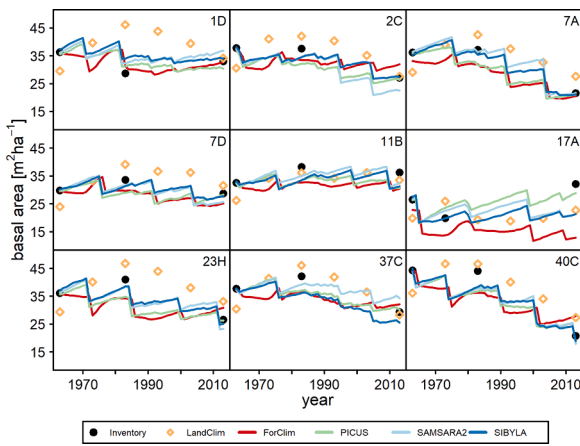 1D 2C 7A
45
35
25
15
7D 11B 17A
45
35
25
15
23H 37C 40C
45
35
25
15
basal area [m²ha⁻¹]
1970 1990 2010 1970 1990 2010 1970 1990 2010
year
Inventory LandClim ForClim PICUS SAMSARA2 SIBYLA